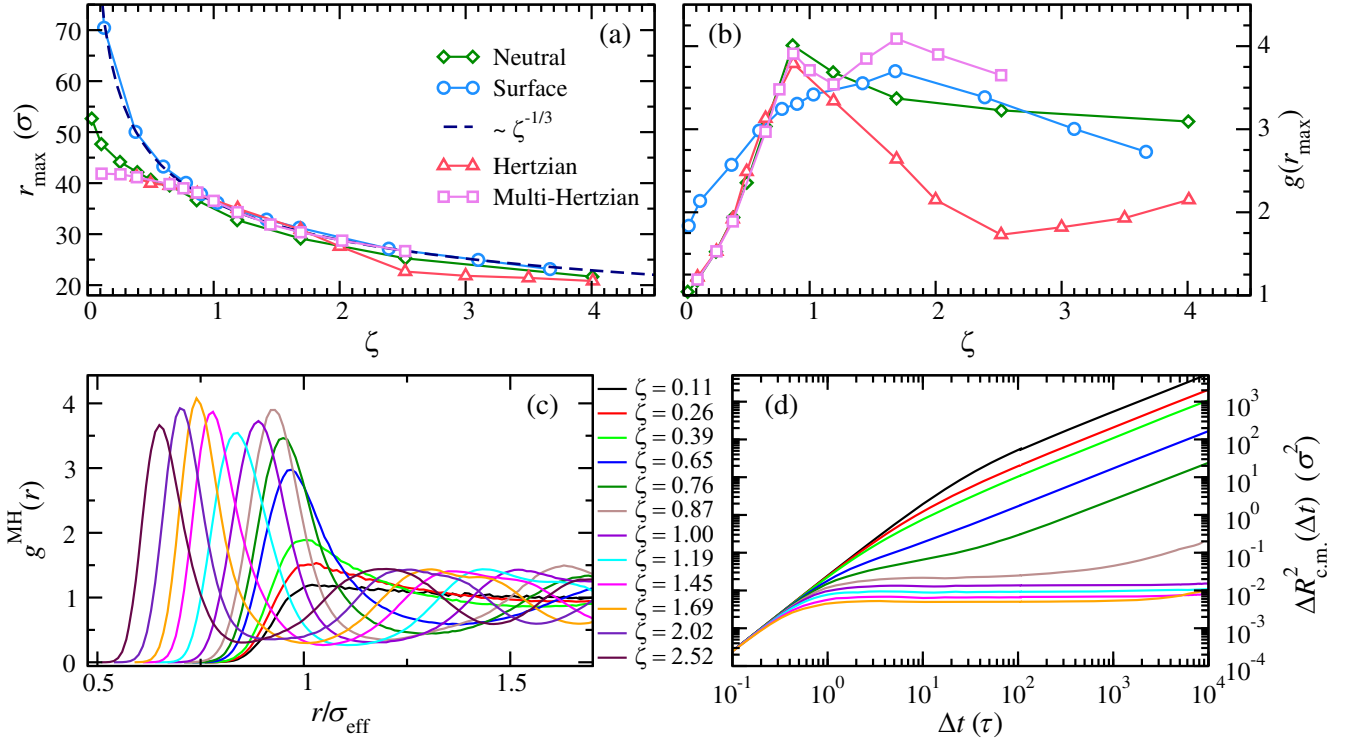 (a)
70
60
50
40
30
20
r_max (σ)
Neutral
Surface
~ ζ^-1/3
Hertzian
Multi-Hertzian
0 1 2 3 4
ζ
(b)
4
3
2
1
g(r_max)
0 1 2 3 4
ζ
(c)
4
3
2
1
0
g^MH(r)
0.5 1 1.5
r/σ_eff
ζ = 0.11
ζ = 0.26
ζ = 0.39
ζ = 0.65
ζ = 0.76
ζ = 0.87
ζ = 1.00
ζ = 1.19
ζ = 1.45
ζ = 1.69
ζ = 2.02
ζ = 2.52
(d)
10^3
10^2
10^1
10^0
10^-1
10^-2
10^-3
10^-4
ΔR^2_c.m. (Δt) (σ^2)
10^-1 10^0 10^1 10^2 10^3 10^4
Δt (τ)